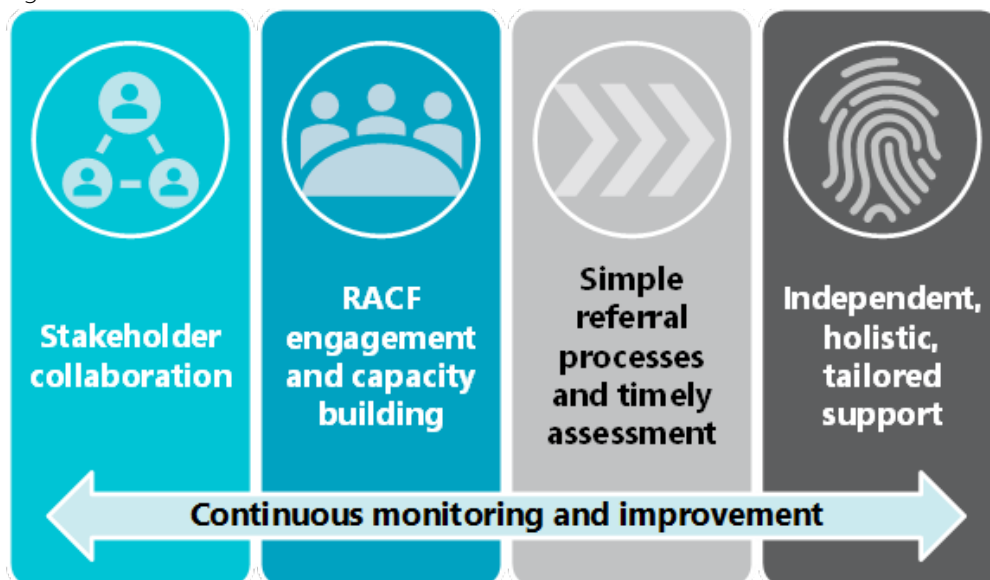 Stakeholder
collaboration
RACF
engagement
and capacity
building
Simple
referral
processes
and timely
assessment
Independent,
holistic,
tailored
support
Continuous monitoring and improvement